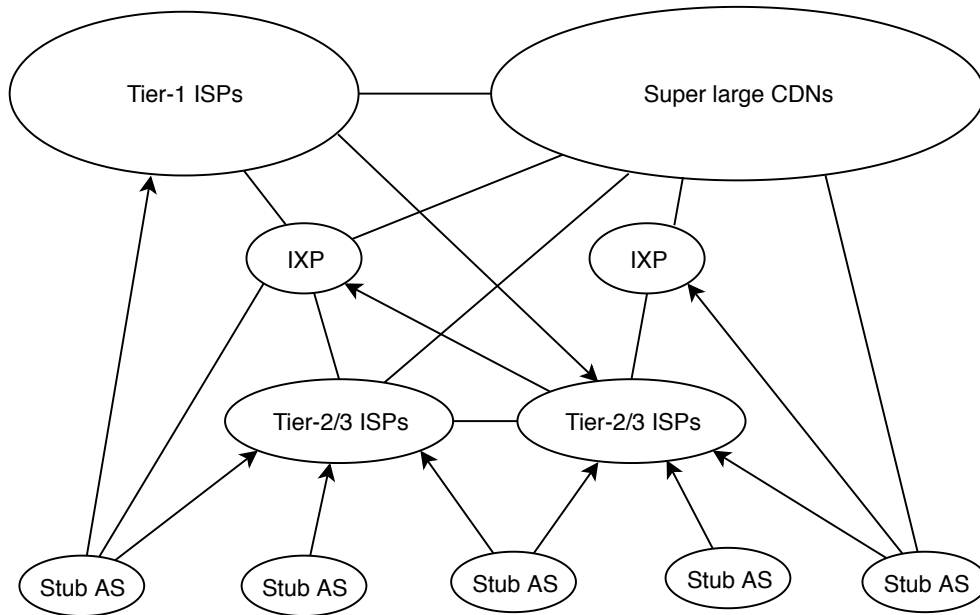 Tier-1 ISPs
Super large CDNs
IXP
IXP
Tier-2/3 ISPs
Tier-2/3 ISPs
Stub AS
Stub AS
Stub AS
Stub AS
Stub AS